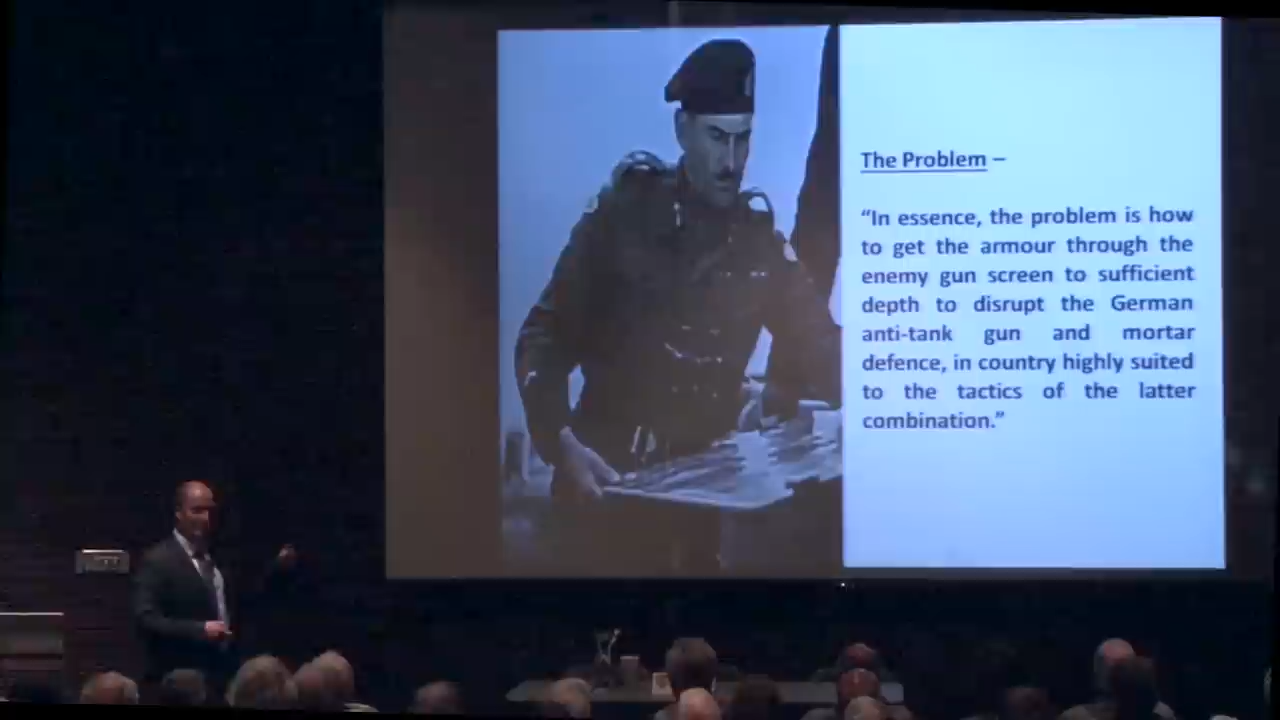 The Problem –
“In essence, the problem is how
to get the armour through the
enemy gun screen to sufficient
depth to disrupt the German
anti-tank gun and mortar
defence, in country highly suited
to the tactics of the latter
combination.”